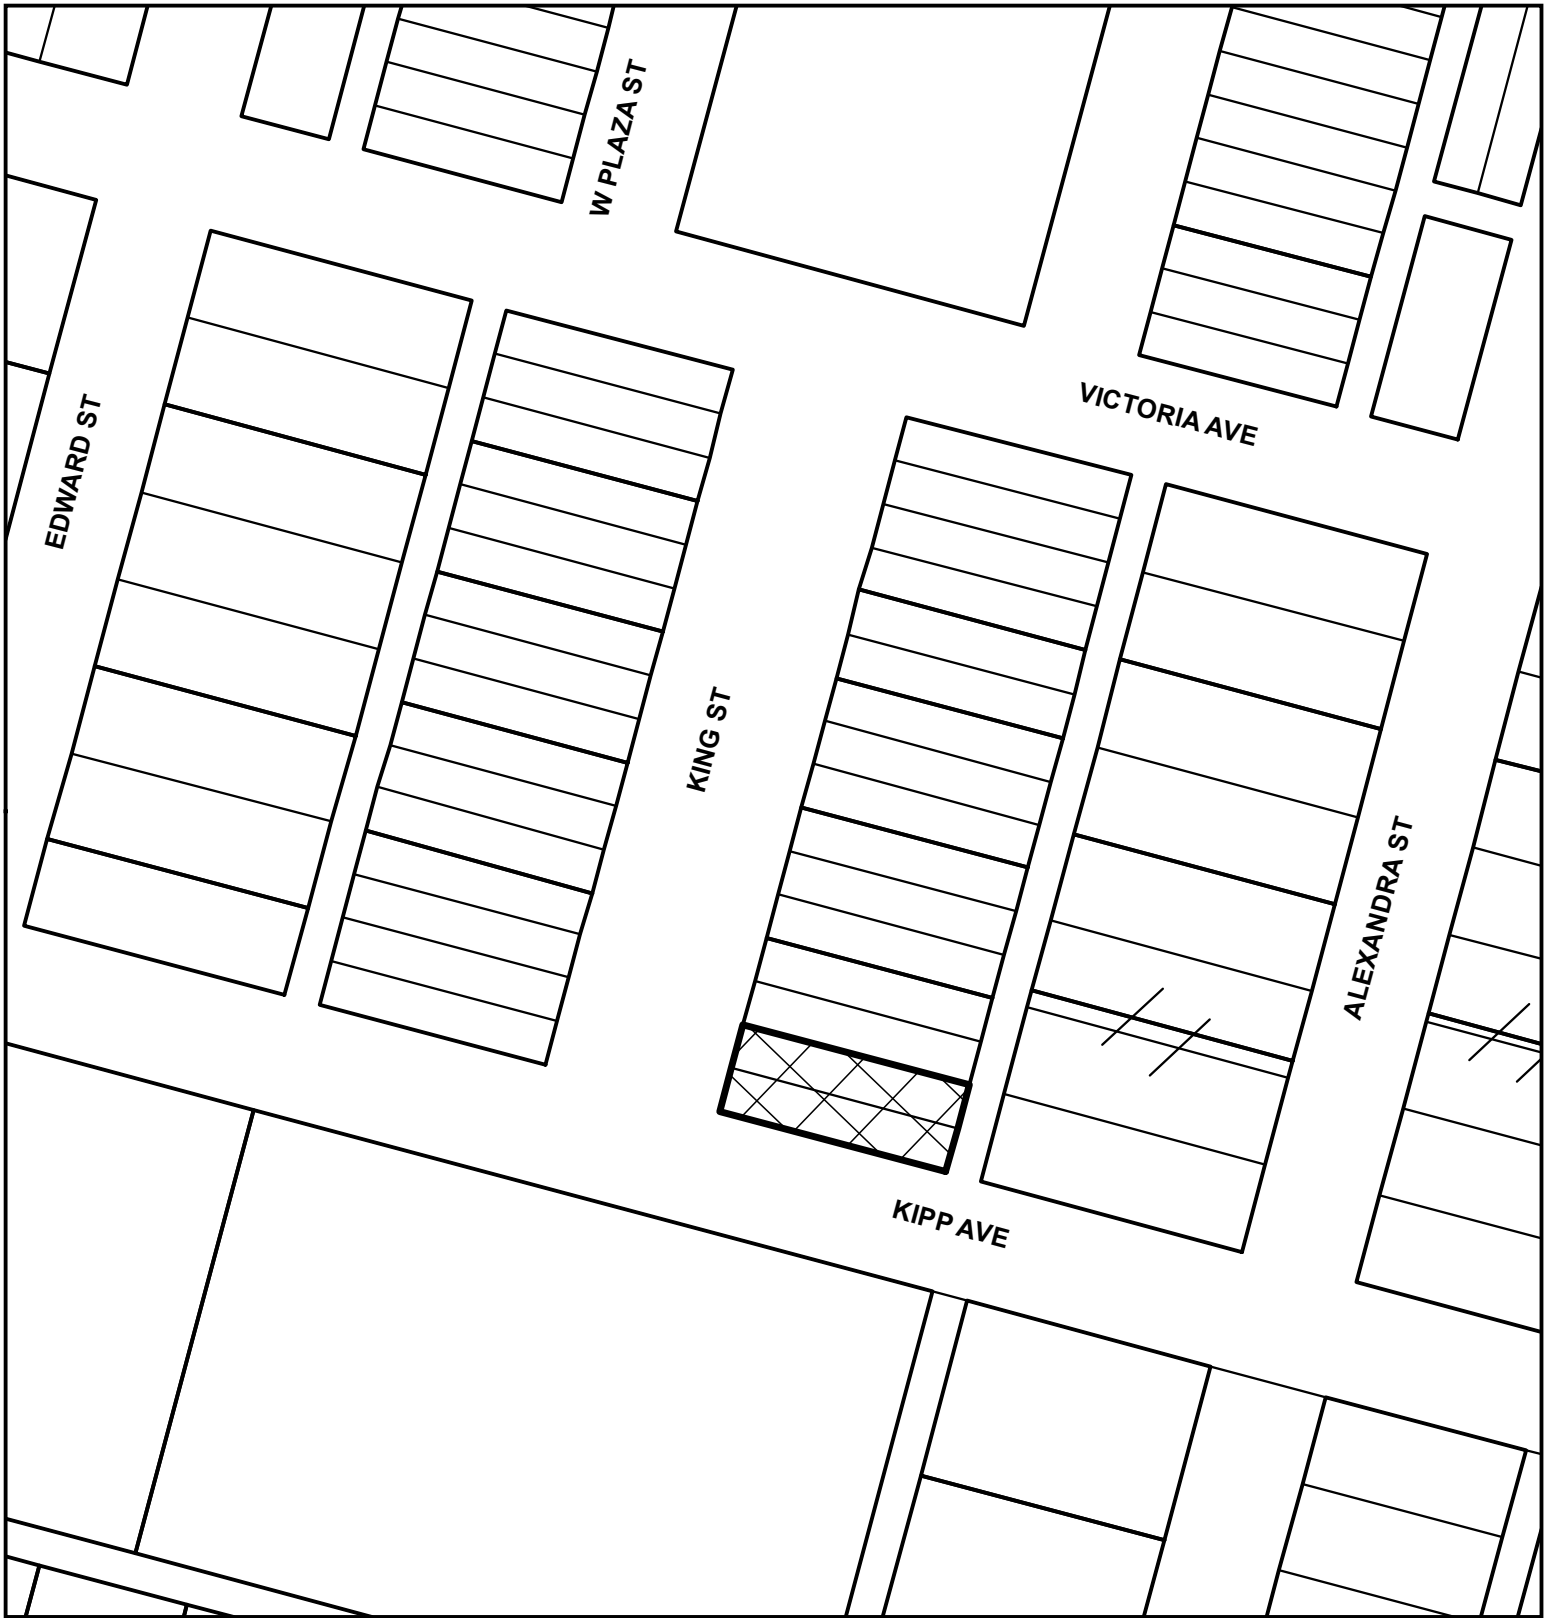 W PLAZA ST
VICTORIA AVE
EDWARD ST
KING ST
ALEXANDRA ST
KIPP AVE